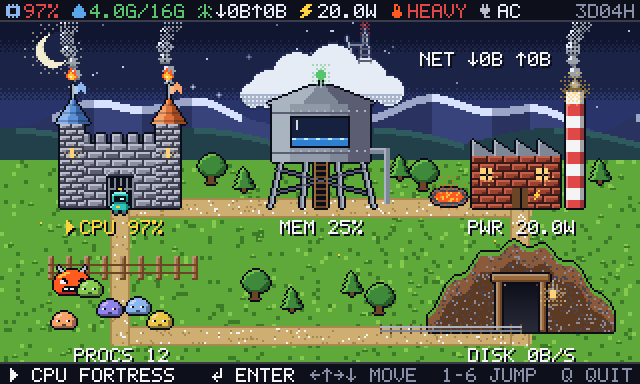 97% 4.0G/16G ↓0B↑0B 20.0W HEAVY AC 3D04H
NET ↓0B ↑0B
▶CPU 97% MEM 25% PWR 20.0W
PROCS 12 DISK 0B/S
▶ CPU FORTRESS ↲ ENTER ←↑→↓ MOVE 1-6 JUMP Q QUIT